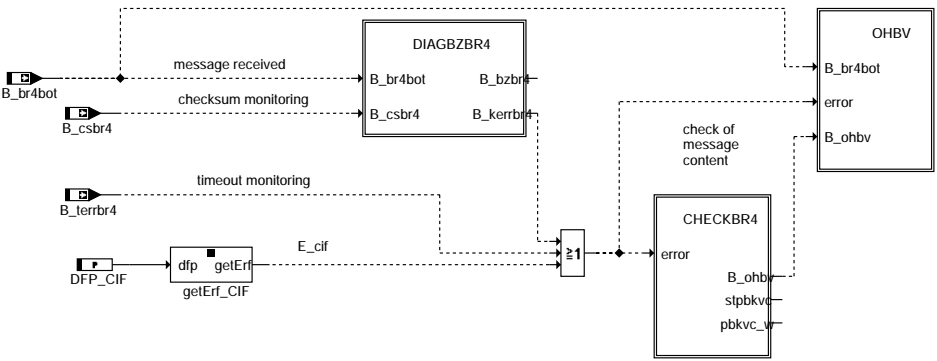 DIAGBZBR4
OHBV
message received
B_br4bot
B_bzbr4
B_br4bot
B_br4bot
checksum monitoring
B_csbr4
B_kerrbr4
error
B_csbr4
check of
message
content
B_ohbv
timeout monitoring
B_terrbr4
CHECKBR4
≥1
error
E_cif
P
dfp
getErf
DFP_CIF
getErf_CIF
B_ohbv
stpbkvc
pbkvc_w